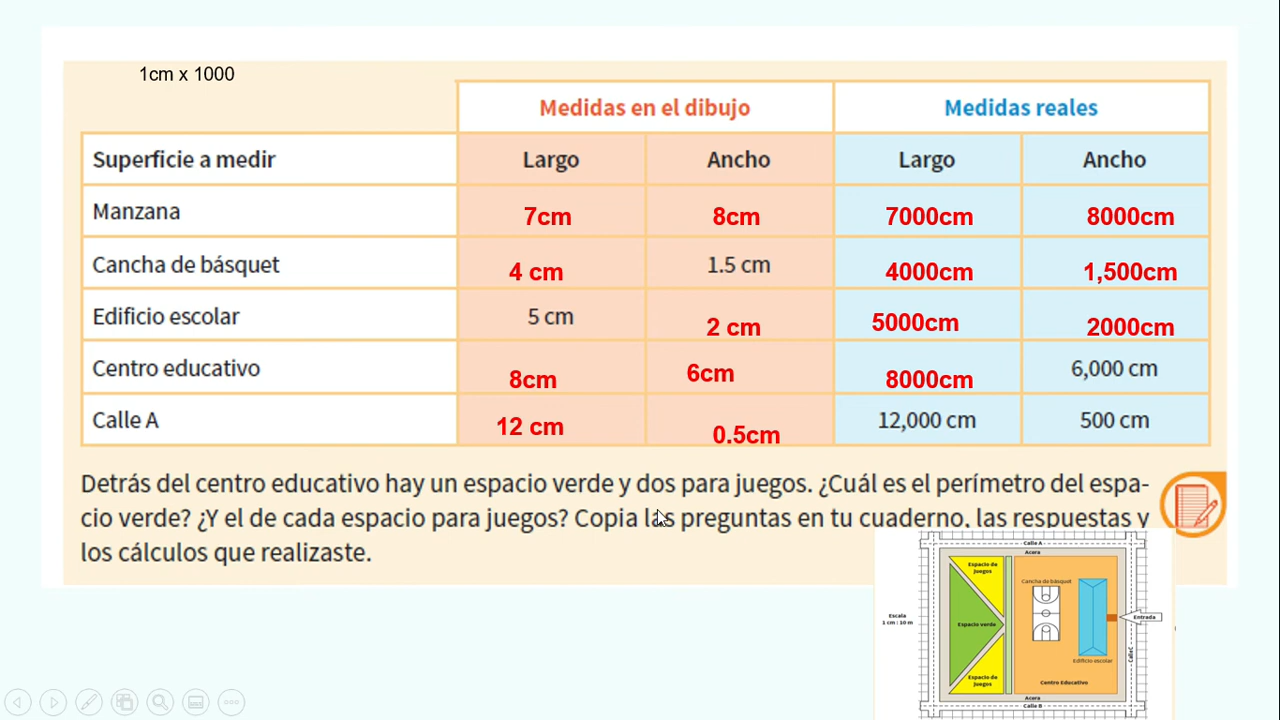 1cm x 1000
Medidas en el dibujo Medidas reales
Superficie a medir Largo Ancho Largo Ancho
Manzana 7cm 8cm 7000cm 8000cm
Cancha de básquet 4 cm 1.5 cm 4000cm 1,500cm
Edificio escolar 5 cm 2 cm 5000cm 2000cm
Centro educativo 8cm 6cm 8000cm 6,000 cm
Calle A 12 cm 0.5cm 12,000 cm 500 cm
Detrás del centro educativo hay un espacio verde y dos para juegos. ¿Cuál es el perímetro del espa-
cio verde? ¿Y el de cada espacio para juegos? Copia las preguntas en tu cuaderno, las respuestas y
los cálculos que realizaste.
Calle A
Acera
Espacio de
juegos
Cancha de básquet
Escala
1 cm : 10 m
Espacio verde
Entrada
Calle C
Edificio escolar
Espacio de
juegos
Centro Educativo
Acera
Calle B